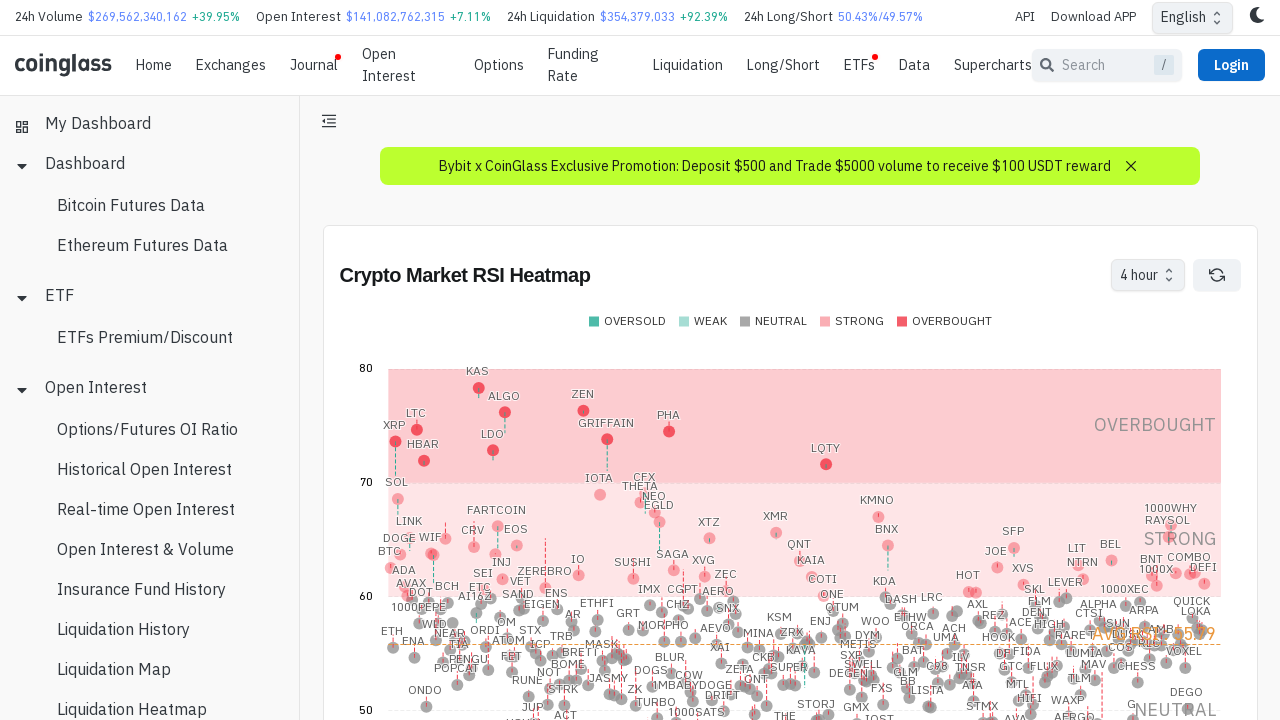 24h Volume $269,562,340,162 +39.95% Open Interest $141,082,762,315 +7.11% 24h Liquidation $354,379,033 +92.39% 24h Long/Short 50.43%/49.57% API Download APP English
coinglass Home Exchanges Journal Open Interest Options Funding Rate Liquidation Long/Short ETFs Data Supercharts Search / Login
My Dashboard
Dashboard
Bitcoin Futures Data
Ethereum Futures Data
ETF
ETFs Premium/Discount
Open Interest
Options/Futures OI Ratio
Historical Open Interest
Real-time Open Interest
Open Interest & Volume
Insurance Fund History
Liquidation History
Liquidation Map
Liquidation Heatmap
Bybit x CoinGlass Exclusive Promotion: Deposit $500 and Trade $5000 volume to receive $100 USDT reward
Crypto Market RSI Heatmap
4 hour
OVERSOLD WEAK NEUTRAL STRONG OVERBOUGHT
80
KAS
ALGO
ZEN
LTC
XRP
GRIFFAIN
PHA
OVERBOUGHT
LDO
HBAR
LQTY
70
SOL
IOTA
CFX
THETA
NEO
EGLD
KMNO
FARTCOIN
1000WHY
RAYSOL
LINK
CRV
EOS
XTZ
XMR
BNX
SFP
STRONG
DOGE
WIF
BTC
QNT
JOE
LIT
BEL
INJ
ZEREBRO
IO
SUSHI
SAGA
XVG
KAIA
NTRN
BNT
COMBO
ADA
SEI
XVS
1000X
DEFI
AVAX
BCH
ETC
VET
ZEC
COTI
KDA
HOT
LEVER
60
DOT
AI16Z
SAND
ENS
IMX
CGPT
AERO
ONE
DASH
LRC
SKL
1000XEC
1000PEPE
EIGEN
ETHFI
CHZ
SNX
QTUM
AXL
ALPHA
ARPA
QUICK
LOKA
AR
GRT
KSM
ETHW
REZ
DENT
CTSI
ETH
OM
STX
MORPHO
AEVO
MINA
ZRX
ENJ
WOO
ORCA
ACH
ACE
HIGH
SUN
NEAR
ORDI
TRB
DYM
UMA
HOOK
RARE
ENA
TIA
ATOM
ICP
MASK
XAI
KAVA
METIS
BAT
COS
PENGU
FET
BRETT
BLUR
CKB
SXP
ILV
FIDA
LUMIA
VOXEL
POPCAT
NOT
BOME
DOGS
ZETA
SUPER
SWELL
C98
GTC
FLUX
MAV
CHESS
RUNE
JASMY
COW
DEGEN
GLM
TNSR
TLM
ONDO
STRK
ZK
1MBABYDOGE
ONT
FXS
BB
LISTA
ATA
MTL
DEGO
JUP
TURBO
DRIFT
STORJ
GMX
STMX
HIFI
WAXP
50
ACT
1000SATS
THE
IOST
AVA
AERGO
NEUTRAL